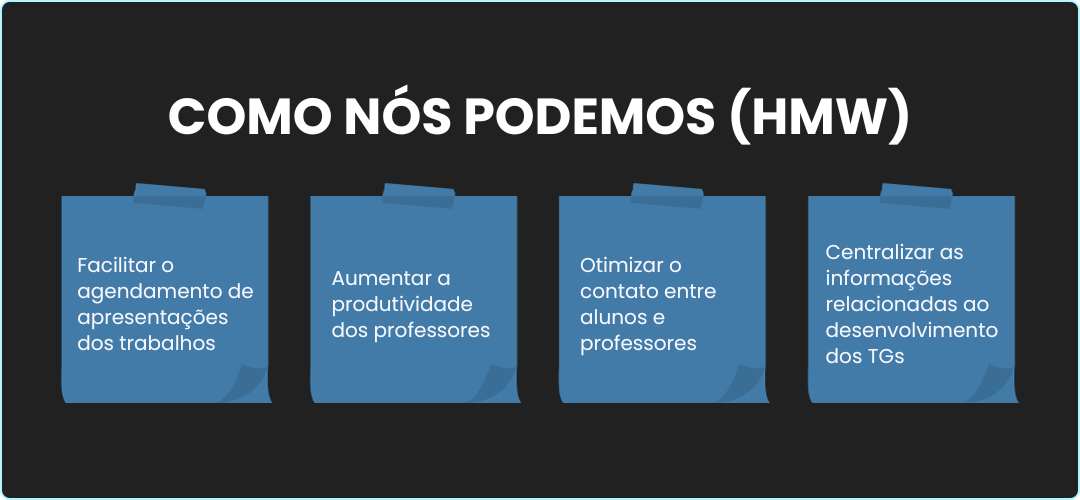 COMO NÓS PODEMOS (HMW)
Facilitar o
agendamento de
apresentações
dos trabalhos
Aumentar a
produtividade
dos professores
Otimizar o
contato entre
alunos e
professores
Centralizar as
informações
relacionadas ao
desenvolvimento
dos TGs